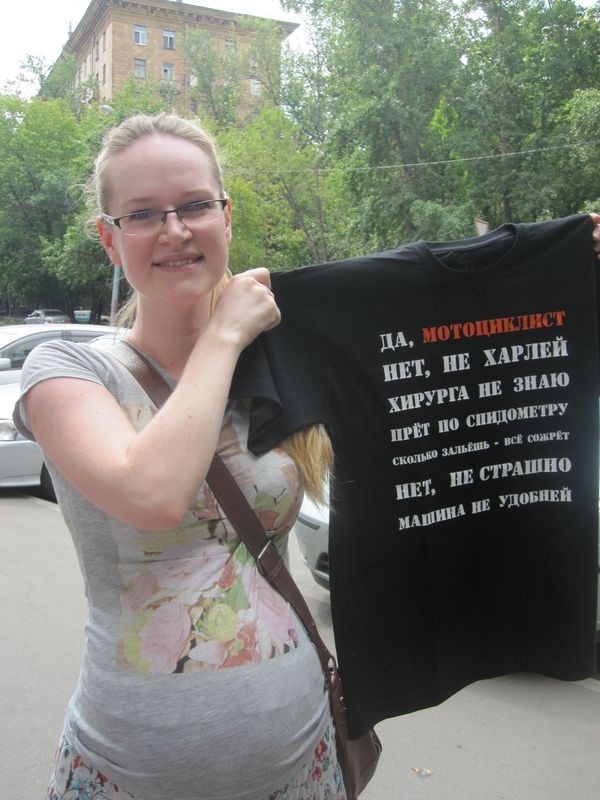 ДА, МОТОЦИКЛИСТ
НЕТ, НЕ ХАРЛЕЙ
ХИРУРГА НЕ ЗНАЮ
ПРЁТ ПО СПИДОМЕТРУ
СКОЛЬКО ЗАЛЬЁШЬ - ВСЁ СОЖРЁТ
НЕТ, НЕ СТРАШНО
МАШИНА НЕ УДОБНЕЙ